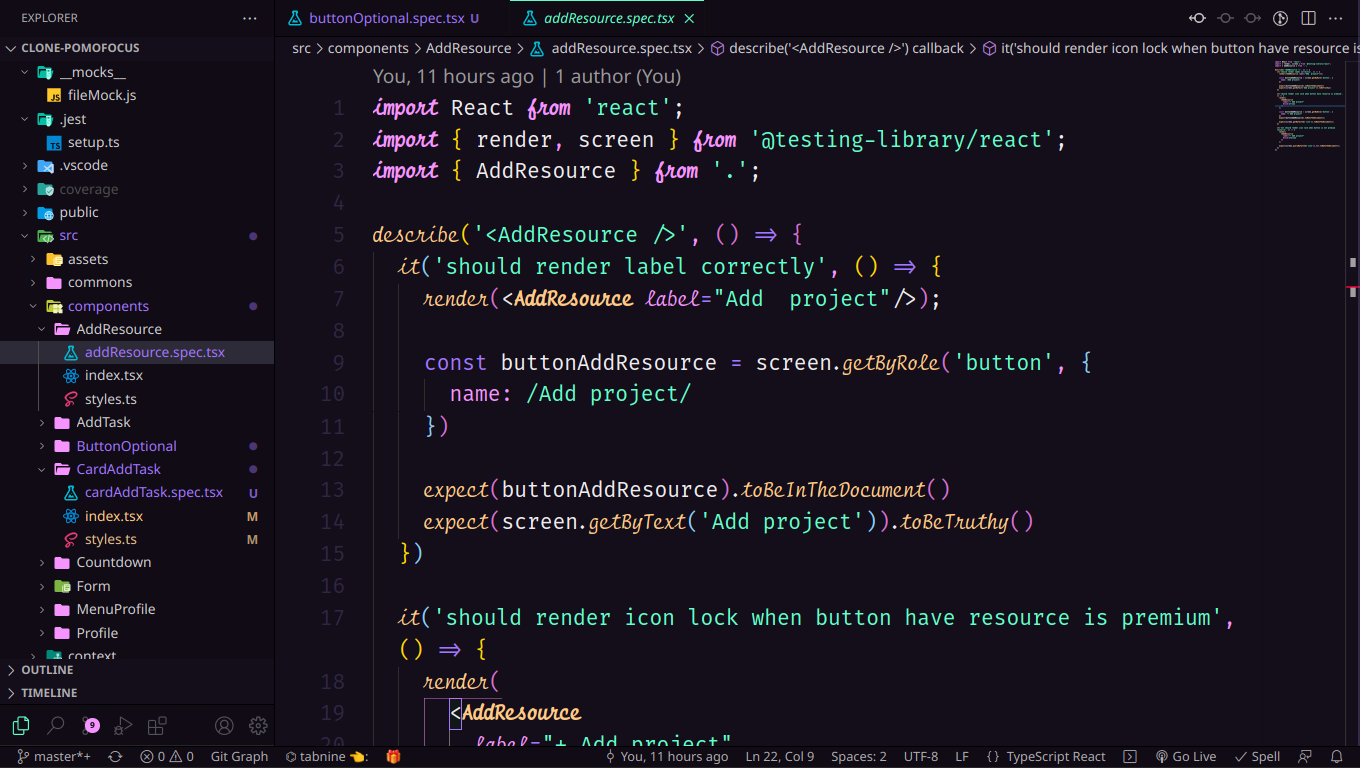 EXPLORER
CLONE-POMOFOCUS
__mocks__
fileMock.js
.jest
setup.ts
.vscode
coverage
public
src
assets
commons
components
AddResource
addResource.spec.tsx
index.tsx
styles.ts
AddTask
ButtonOptional
CardAddTask
cardAddTask.spec.tsx U
index.tsx M
styles.ts M
Countdown
Form
MenuProfile
Profile
context
OUTLINE
TIMELINE
9
buttonOptional.spec.tsx U
addResource.spec.tsx
src > components > AddResource > addResource.spec.tsx > describe('<AddResource />') callback > it('should render icon lock when button have resource is
You, 11 hours ago | 1 author (You)
1 import React from 'react';
2 import { render, screen } from '@testing-library/react';
3 import { AddResource } from '.';
4
5 describe('<AddResource />', () => {
6 it('should render label correctly', () => {
7 render(<AddResource label="Add  project"/>);
8
9 const buttonAddResource = screen.getByRole('button', {
10 name: /Add project/
11 })
12
13 expect(buttonAddResource).toBeInTheDocument()
14 expect(screen.getByText('Add project')).toBeTruthy()
15 })
16
17 it('should render icon lock when button have resource is premium',
() => {
18 render(
19 <AddResource
20 label="+ Add project"
master*+ 0 0 Git Graph tabnine : You, 11 hours ago Ln 22, Col 9 Spaces: 2 UTF-8 LF {} TypeScript React Go Live Spell